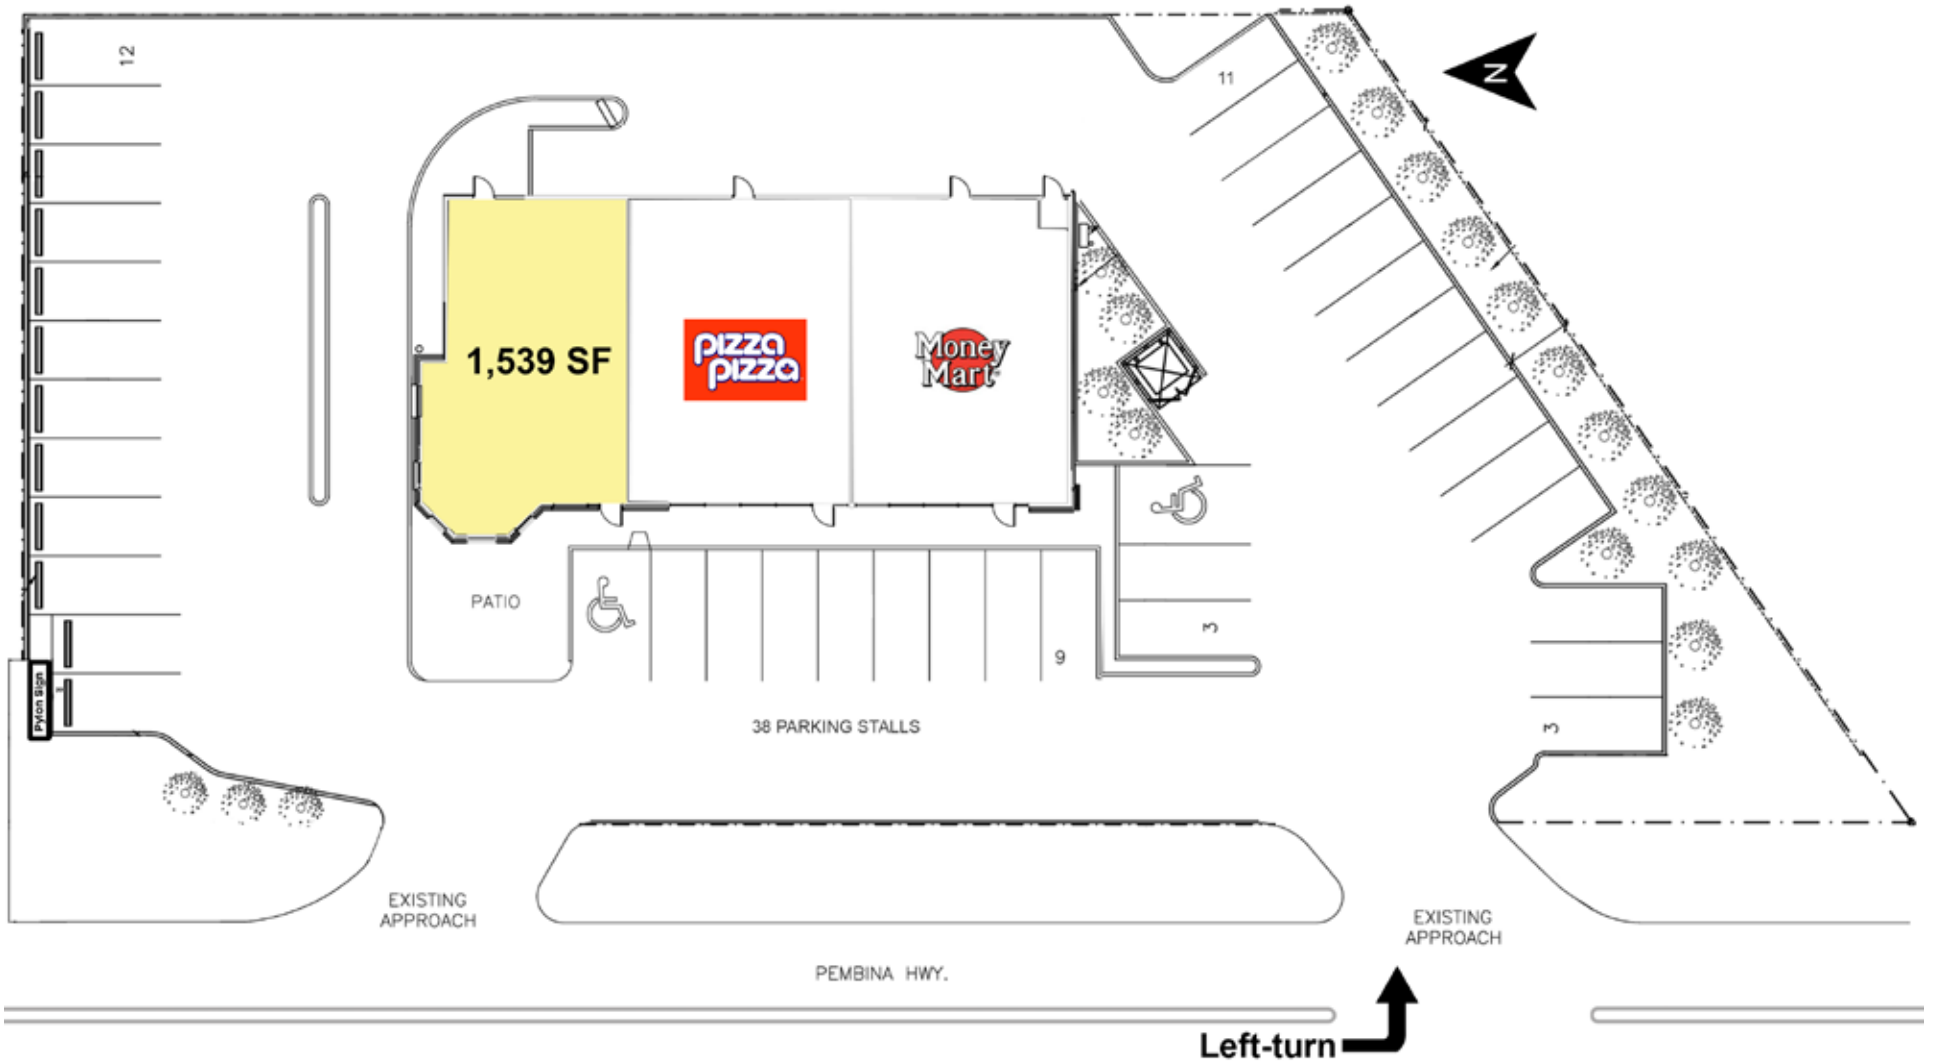 12
11
N
1,539 SF
pizza
pizza
Money
Mart
PATIO
9
3
3
Pylon Sign
38 PARKING STALLS
EXISTING
APPROACH
EXISTING
APPROACH
PEMBINA HWY.
Left-turn